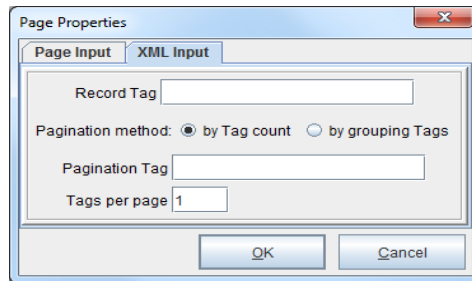 Page Properties
Page Input XML Input
Record Tag
Pagination method: by Tag count by grouping Tags
Pagination Tag
Tags per page 1
OK Cancel